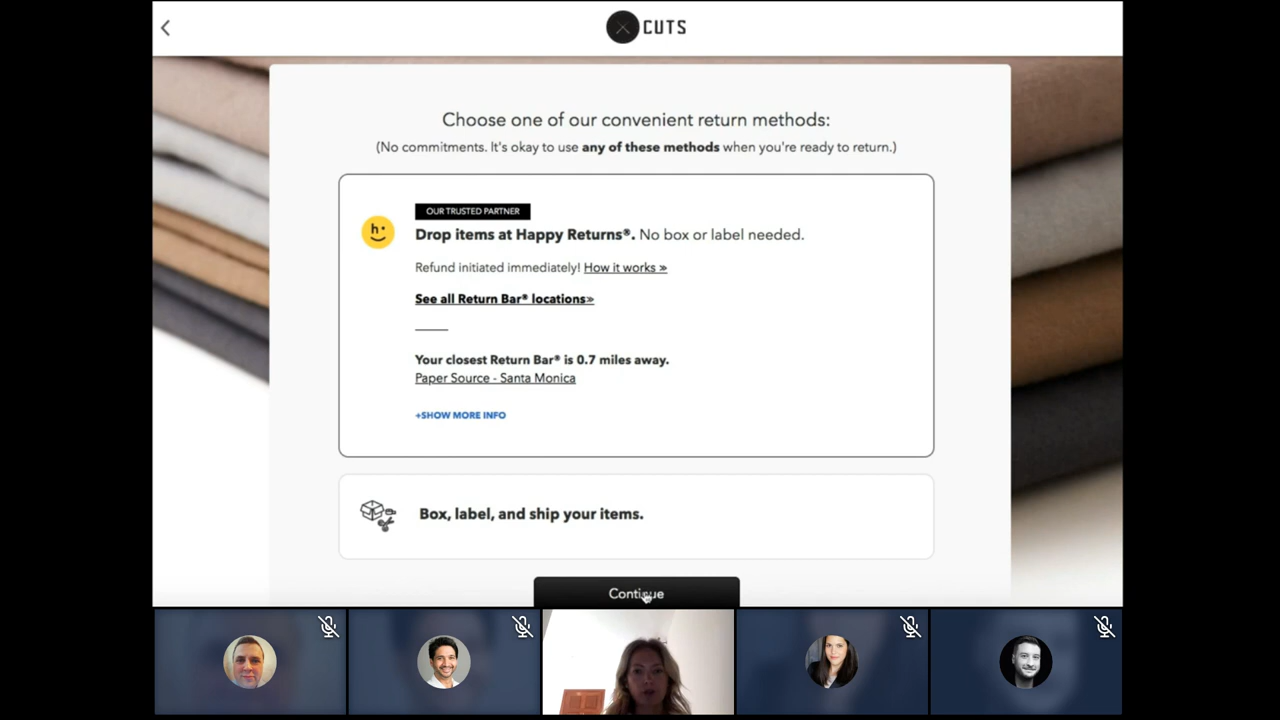 CUTS
Choose one of our convenient return methods:
(No commitments. It's okay to use any of these methods when you're ready to return.)
OUR TRUSTED PARTNER
h
Drop items at Happy Returns®. No box or label needed.
Refund initiated immediately! How it works »
See all Return Bar® locations»
Your closest Return Bar® is 0.7 miles away.
Paper Source - Santa Monica
+SHOW MORE INFO
Box, label, and ship your items.
Continue